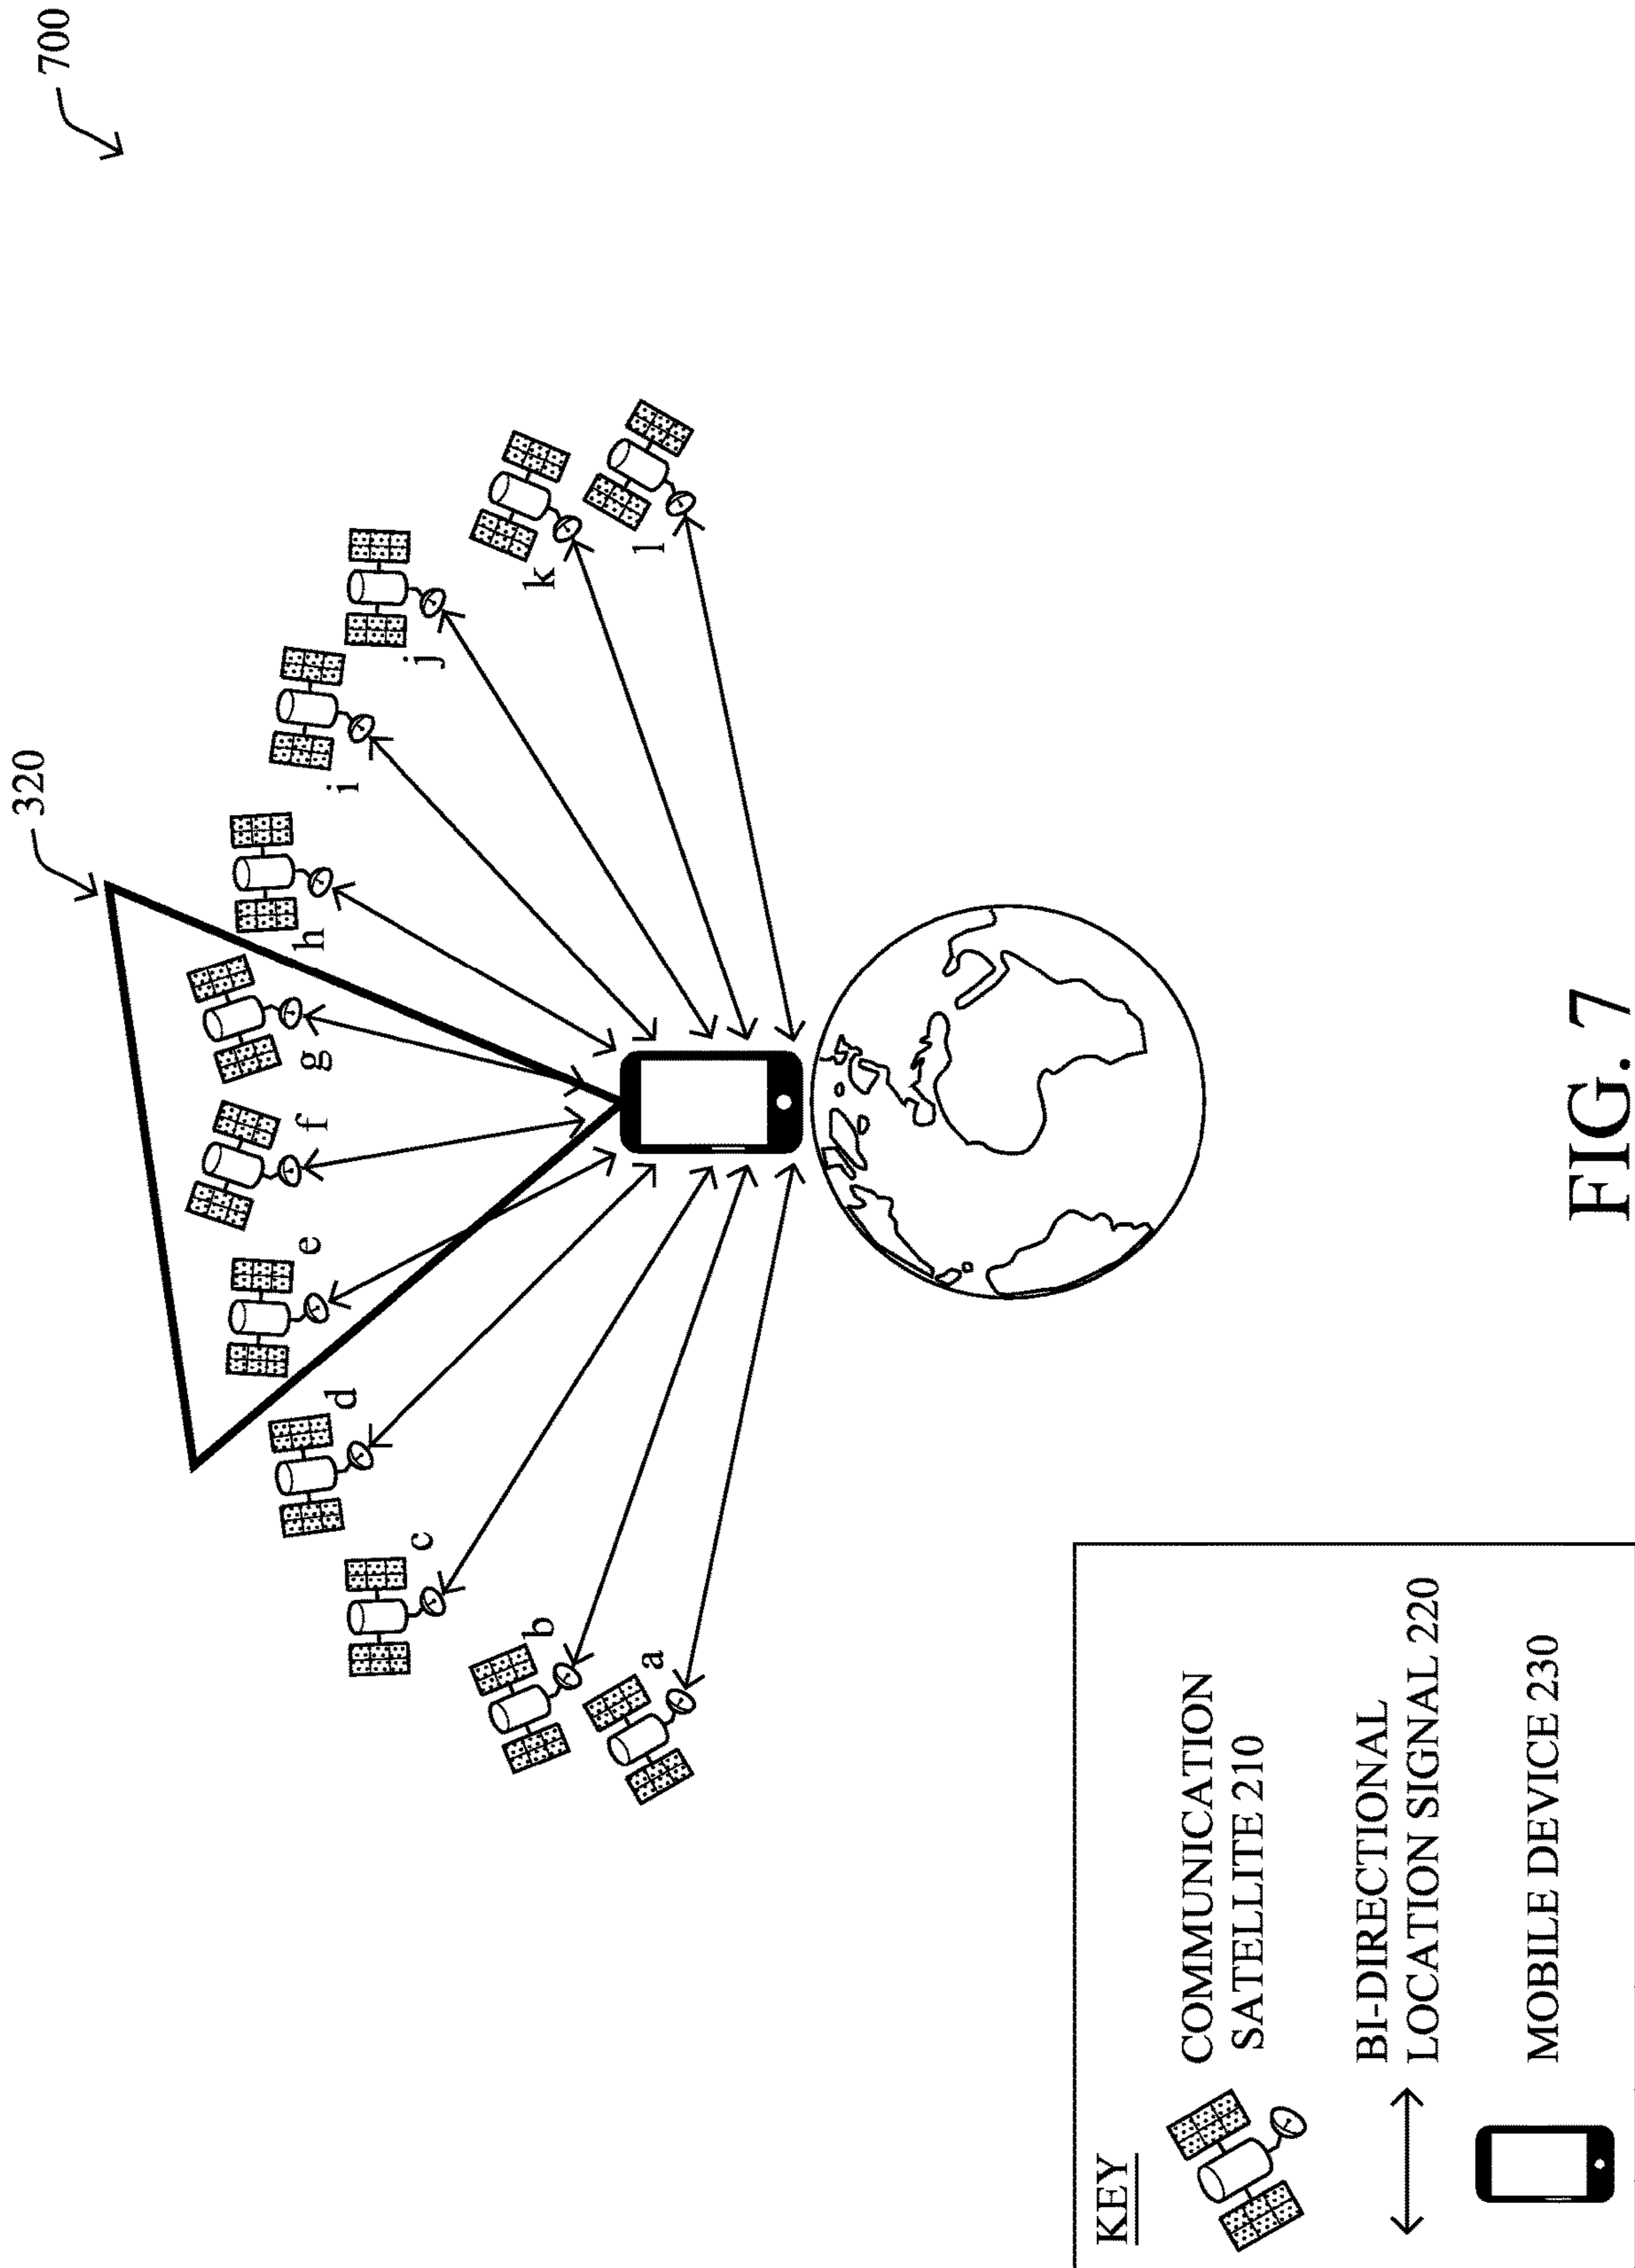 700
320
a
b
c
d
e
f
g
h
i
j
k
l
KEY
COMMUNICATION
SATELLITE 210
BI-DIRECTIONAL
LOCATION SIGNAL 220
MOBILE DEVICE 230
FIG. 7